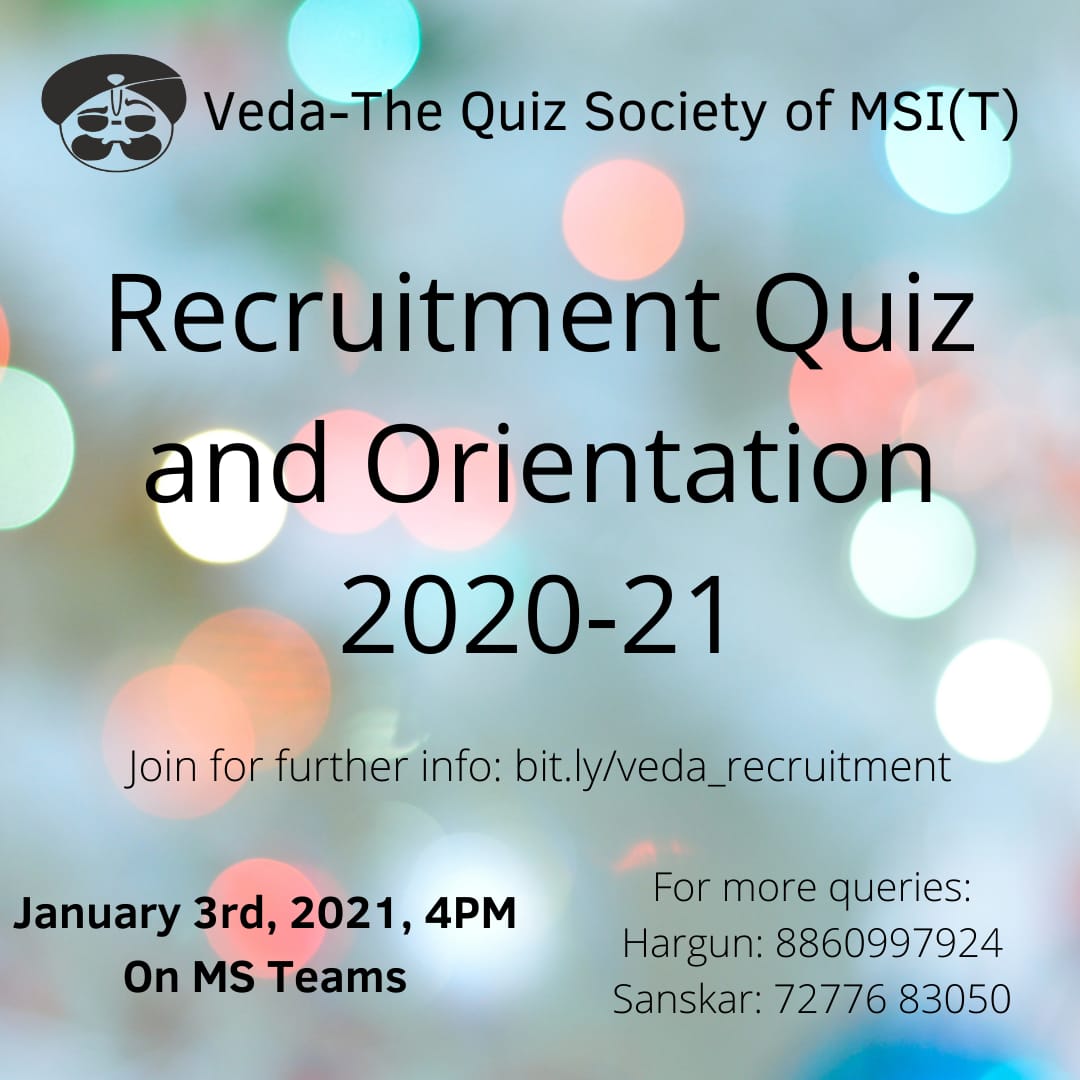 Veda-The Quiz Society of MSI(T)
Recruitment Quiz
and Orientation
2020-21
Join for further info: bit.ly/veda_recruitment
January 3rd, 2021, 4PM
On MS Teams
For more queries:
Hargun: 8860997924
Sanskar: 72776 83050